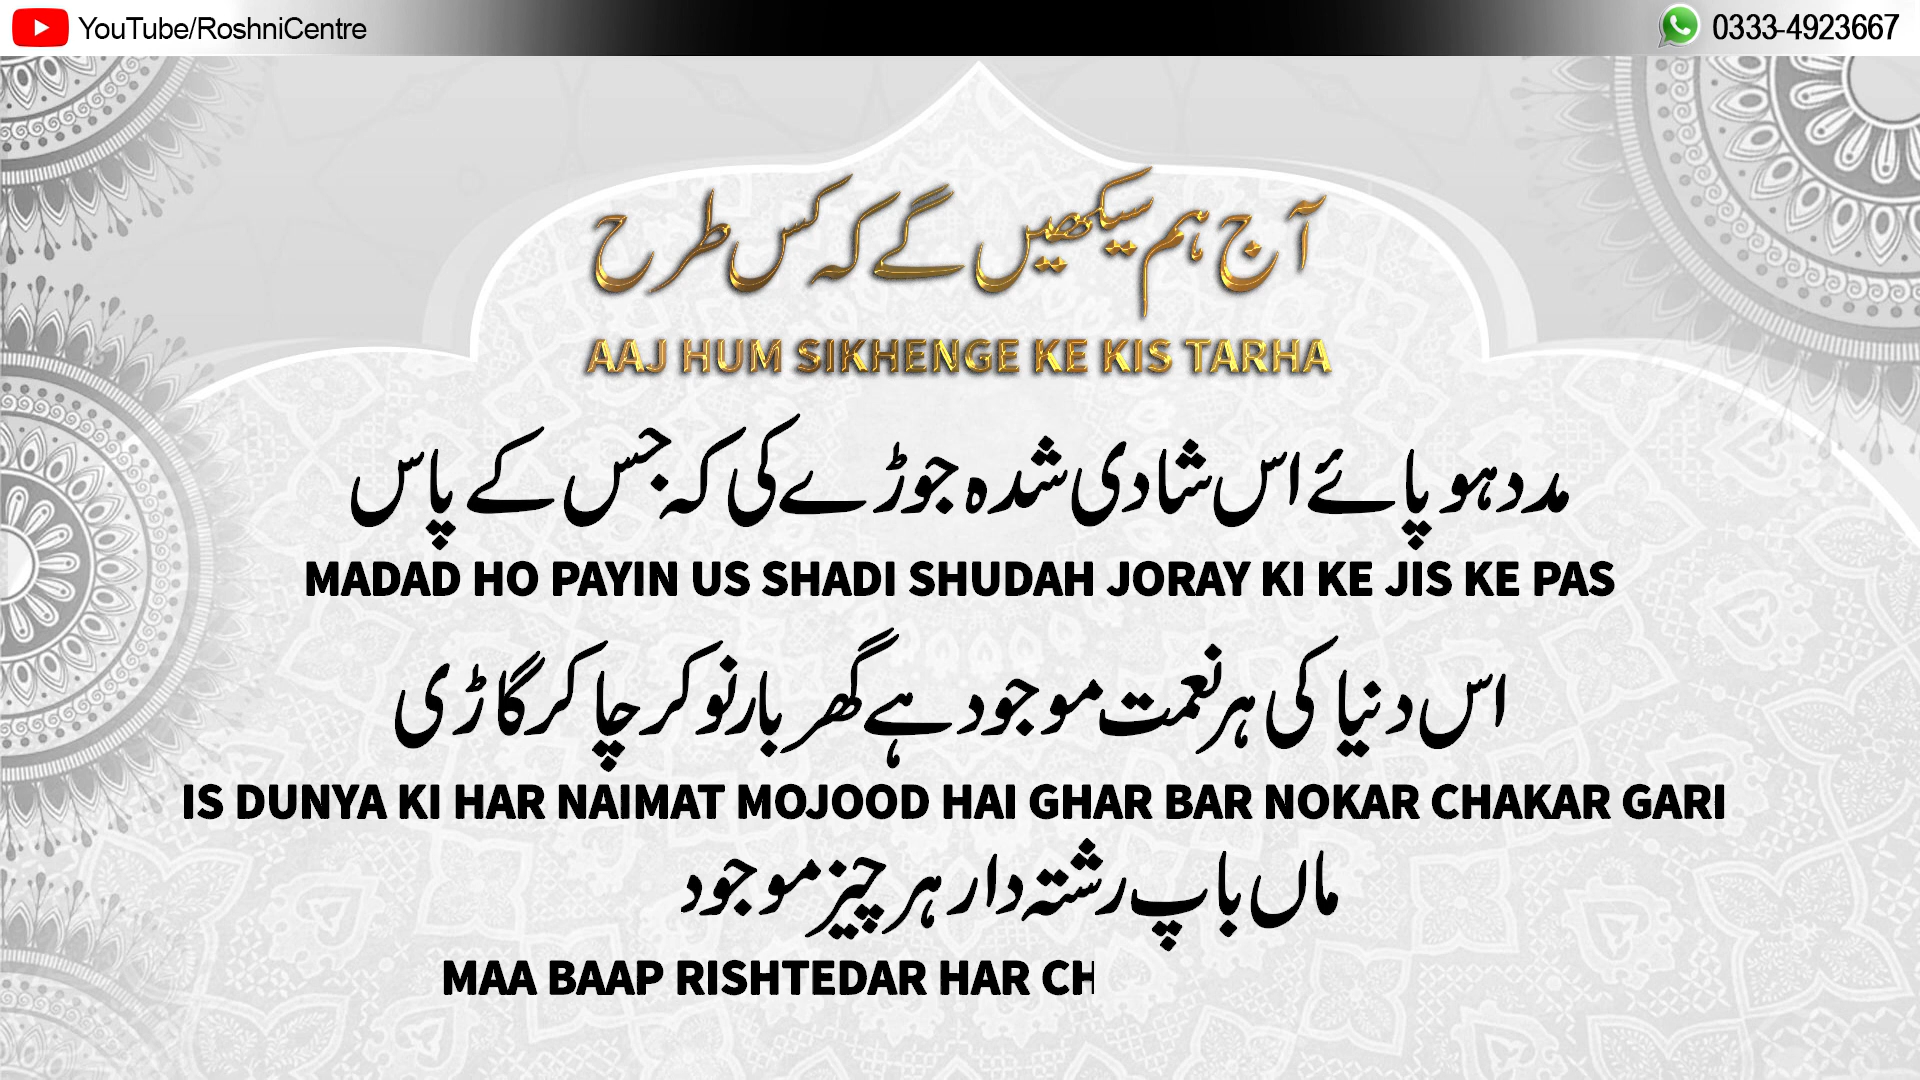 YouTube/RoshniCentre
0333-4923667
آج ہم سیکھیں گے کہ کس طرح
AAJ HUM SIKHENGE KE KIS TARHA
مدد ہو پائے اس شادی شدہ جوڑے کی کہ جس کے پاس
MADAD HO PAYIN US SHADI SHUDAH JORAY KI KE JIS KE PAS
اس دنیا کی ہر نعمت موجود ہے گھر بار نوکر چاکر گاڑی
IS DUNYA KI HAR NAIMAT MOJOOD HAI GHAR BAR NOKAR CHAKAR GARI
ماں باپ رشتہ دار ہر چیز موجود
MAA BAAP RISHTEDAR HAR CH